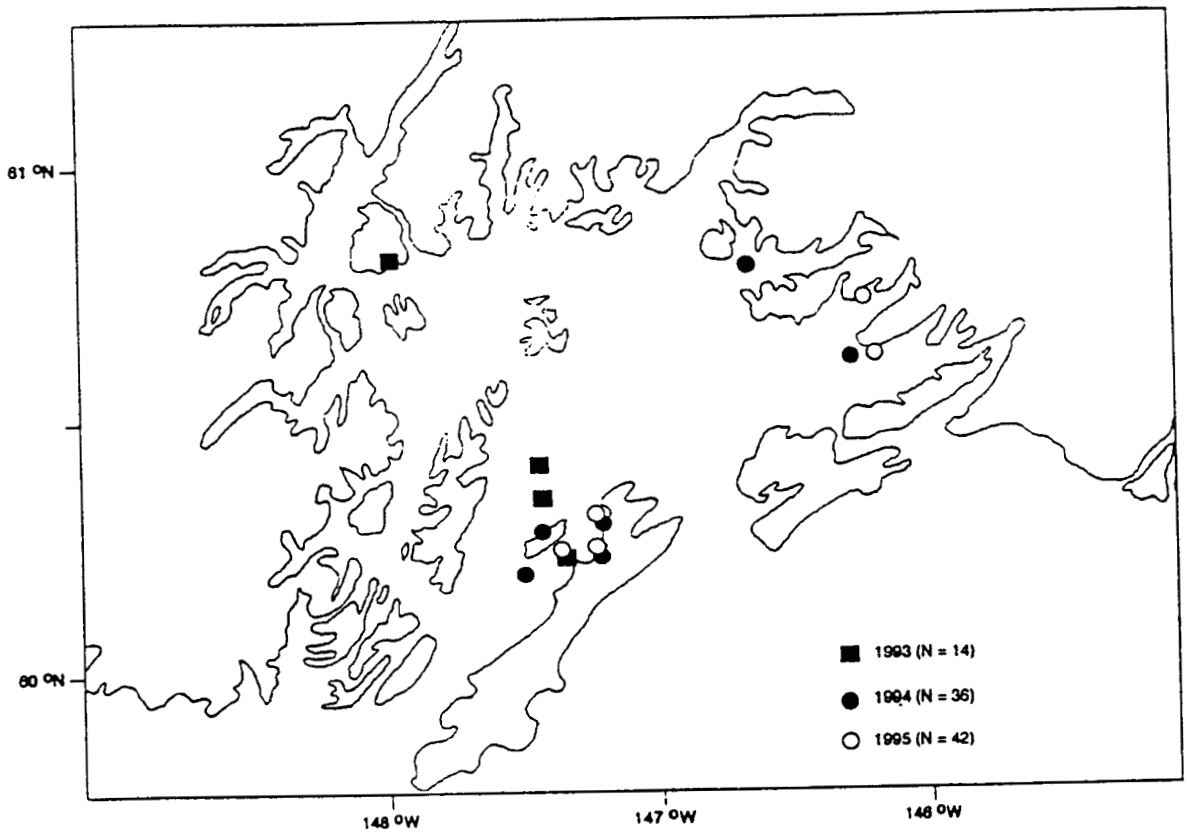 61 °N
60 °N
1993 (N = 14)
1994 (N = 36)
1995 (N = 42)
148 °W
147 °W
146 °W